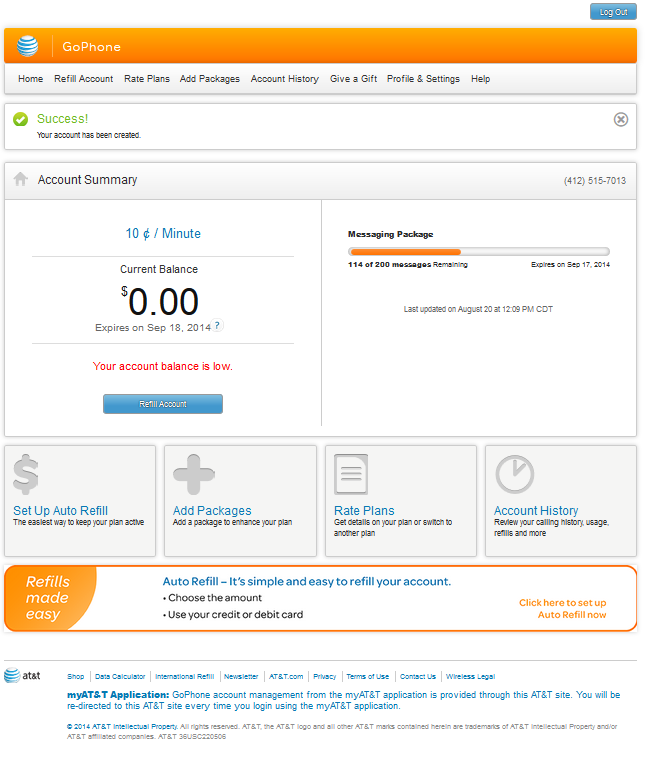 Log Out
GoPhone
Home Refill Account Rate Plans Add Packages Account History Give a Gift Profile & Settings Help
Success!
Your account has been created.
Account Summary (412) 515-7013
10 ¢ / Minute
Current Balance
$0.00
Expires on Sep 18, 2014 ?
Your account balance is low.
Refill Account
Messaging Package
114 of 200 messages Remaining Expires on Sep 17, 2014
Last updated on August 20 at 12:09 PM CDT
Set Up Auto Refill
The easiest way to keep your plan active
Add Packages
Add a package to enhance your plan
Rate Plans
Get details on your plan or switch to
another plan
Account History
Review your calling history, usage,
refills and more
Refills
made
easy
Auto Refill – It's simple and easy to refill your account.
• Choose the amount
• Use your credit or debit card
Click here to set up
Auto Refill now
at&t
Shop | Data Calculator | International Refill | Newsletter | AT&T.com | Privacy | Terms of Use | Contact Us | Wireless Legal
myAT&T Application: GoPhone account management from the myAT&T application is provided through this AT&T site. You will be
re-directed to this AT&T site every time you login using the myAT&T application.
© 2014 AT&T Intellectual Property. All rights reserved. AT&T, the AT&T logo and all other AT&T marks contained herein are trademarks of AT&T Intellectual Property and/or
AT&T affiliated companies. AT&T 36USC220506